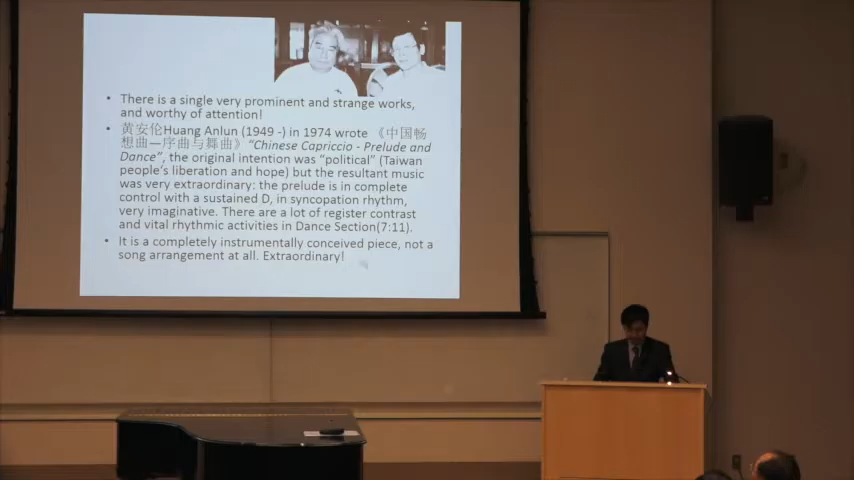 • There is a single very prominent and strange works,
and worthy of attention!
• 黄安伦Huang Anlun (1949 -) in 1974 wrote 《中国畅
想曲—序曲与舞曲》 “Chinese Capriccio - Prelude and
Dance”, the original intention was “political” (Taiwan
people’s liberation and hope) but the resultant music
was very extraordinary: the prelude is in complete
control with a sustained D, in syncopation rhythm,
very imaginative. There are a lot of register contrast
and vital rhythmic activities in Dance Section(7:11).
• It is a completely instrumentally conceived piece, not a
song arrangement at all. Extraordinary!